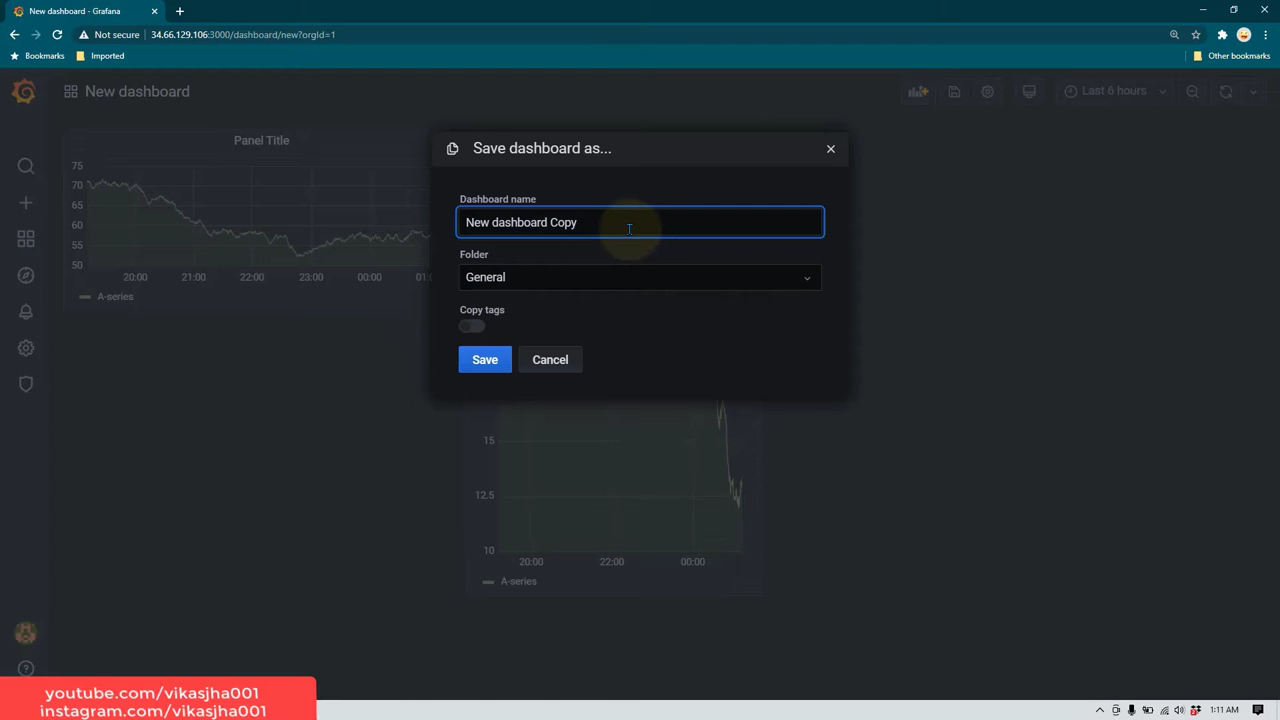 New dashboard - Grafana
Not secure
34.66.129.106:3000/dashboard/new?orgId=1
Bookmarks
Imported
Other bookmarks
New dashboard
Last 6 hours
Panel Title
75
70
65
60
55
50
20:00
21:00
22:00
23:00
00:00
01:0
A-series
Save dashboard as...
Dashboard name
New dashboard Copy
Folder
General
Copy tags
Save
Cancel
15
12.5
10
20:00
22:00
00:00
A-series
youtube.com/vikasjha001
instagram.com/vikasjha001
1:11 AM